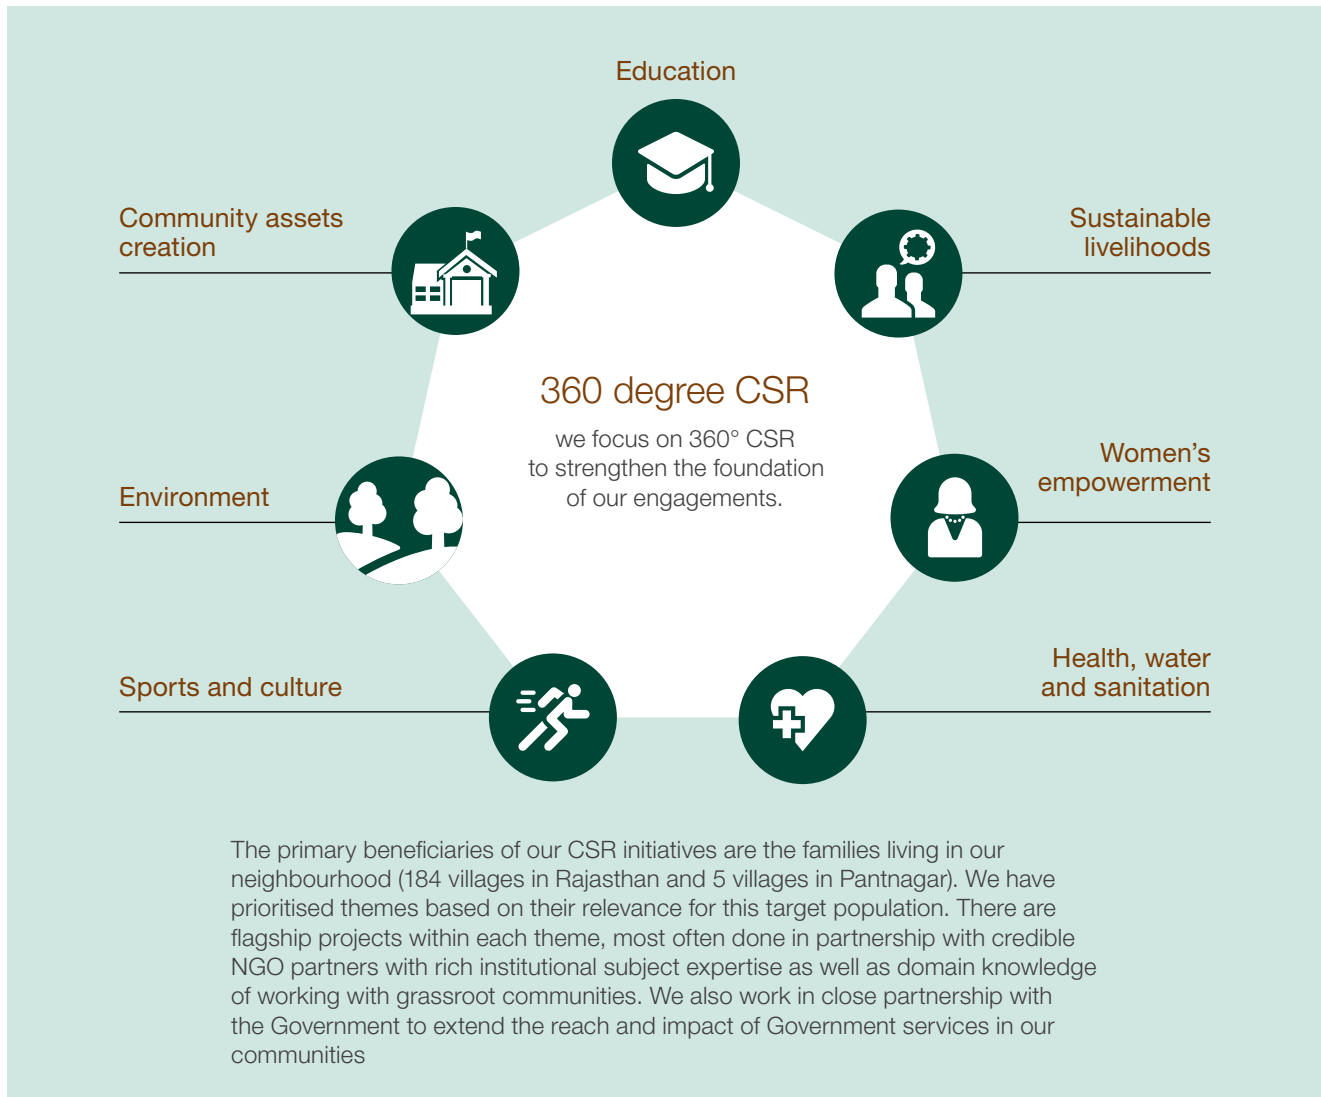 Education
Community assets
creation
Sustainable
livelihoods
360 degree CSR
we focus on 360° CSR
to strengthen the foundation
of our engagements.
Women’s
empowerment
Environment
Health, water
and sanitation
Sports and culture
The primary beneficiaries of our CSR initiatives are the families living in our
neighbourhood (184 villages in Rajasthan and 5 villages in Pantnagar). We have
prioritised themes based on their relevance for this target population. There are
flagship projects within each theme, most often done in partnership with credible
NGO partners with rich institutional subject expertise as well as domain knowledge
of working with grassroot communities. We also work in close partnership with
the Government to extend the reach and impact of Government services in our
communities